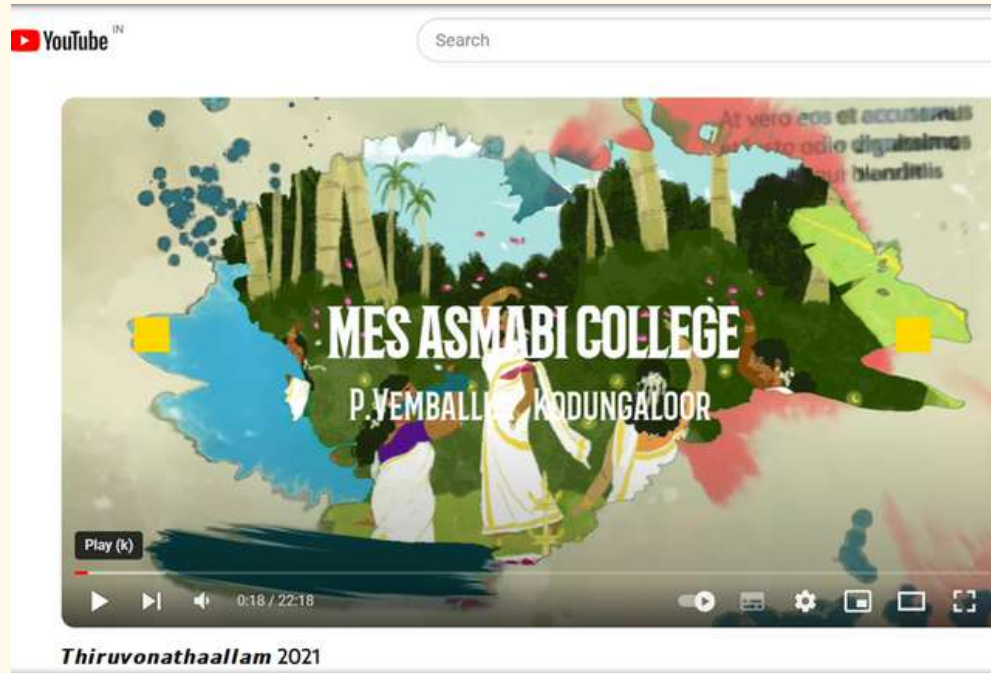 YouTube IN
Search
At vero eos et accusamus
odio dignissimos
qui blanditiis
MES ASMABI COLLEGE
P.VEMBALL KODUNGALOOR
Play (k)
0:18 / 22:18
Thiruvonathaallam 2021